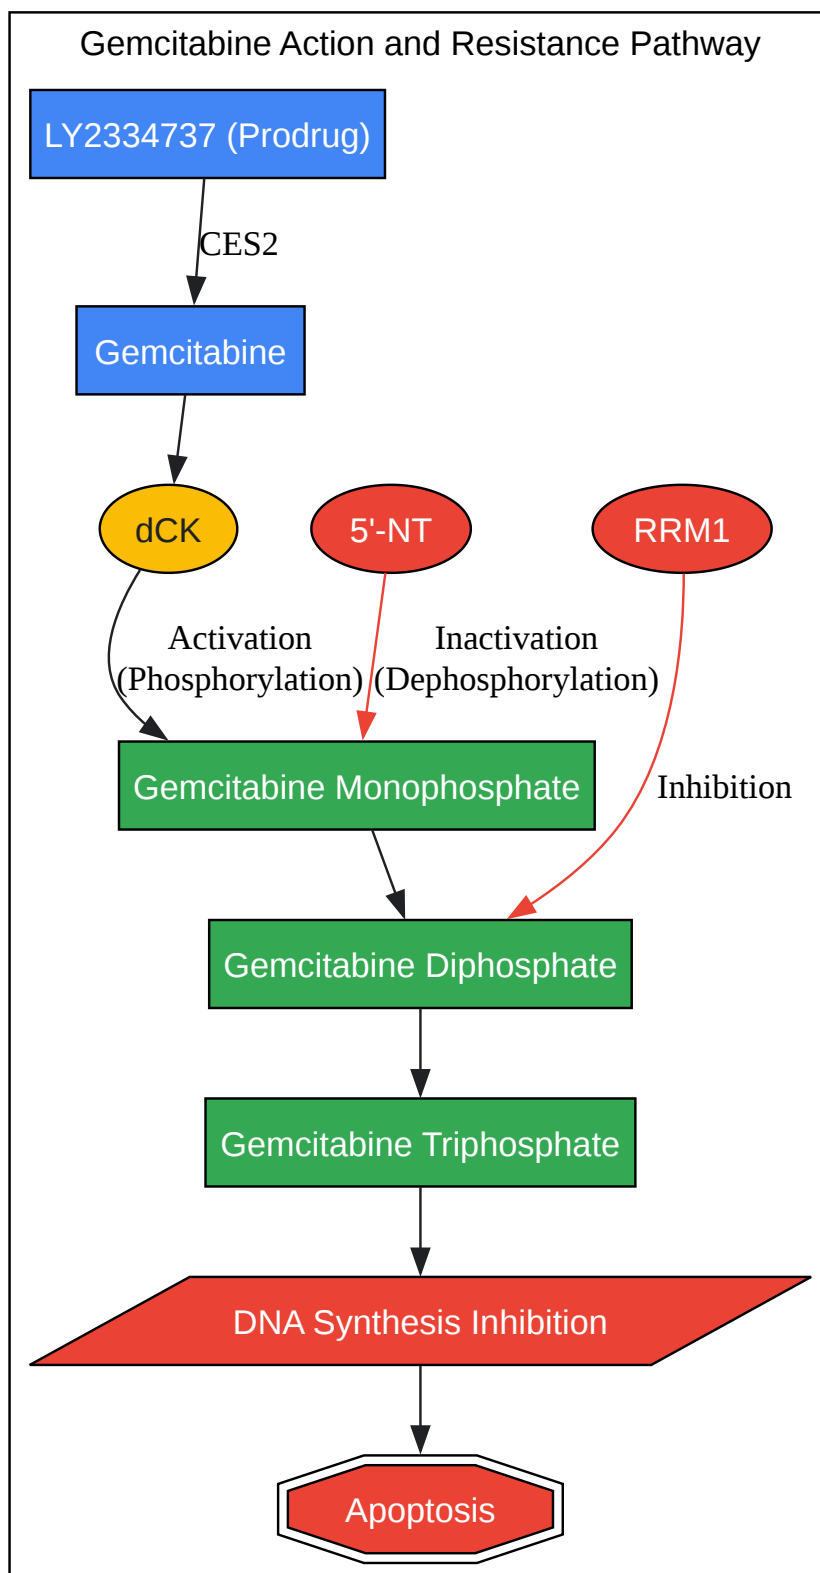 Gemcitabine Action and Resistance Pathway
LY2334737 (Prodrug)
CES2
Gemcitabine
dCK
5'-NT
RRM1
Activation
(Phosphorylation)
Inactivation
(Dephosphorylation)
Gemcitabine Monophosphate
Inhibition
Gemcitabine Diphosphate
Gemcitabine Triphosphate
DNA Synthesis Inhibition
Apoptosis